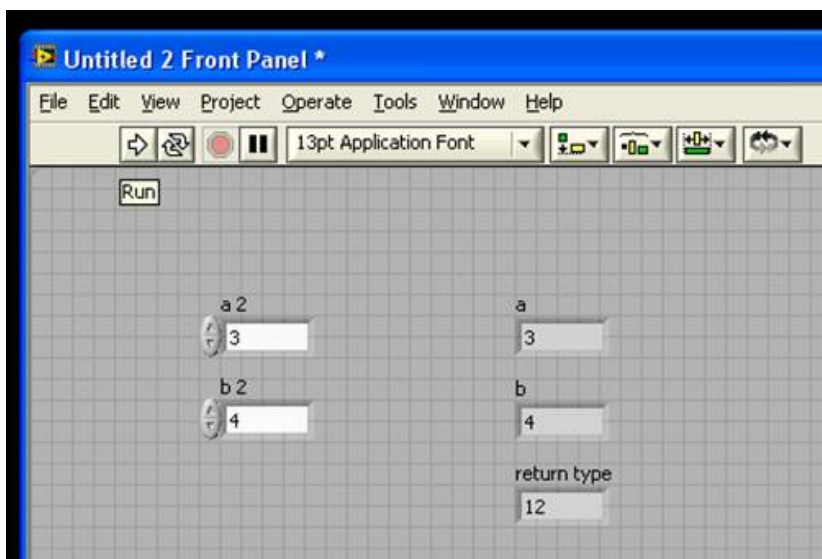 Untitled 2 Front Panel *
File Edit View Project Operate Tools Window Help
13pt Application Font
Run
a 2
3
a
3
b 2
4
b
4
return type
12